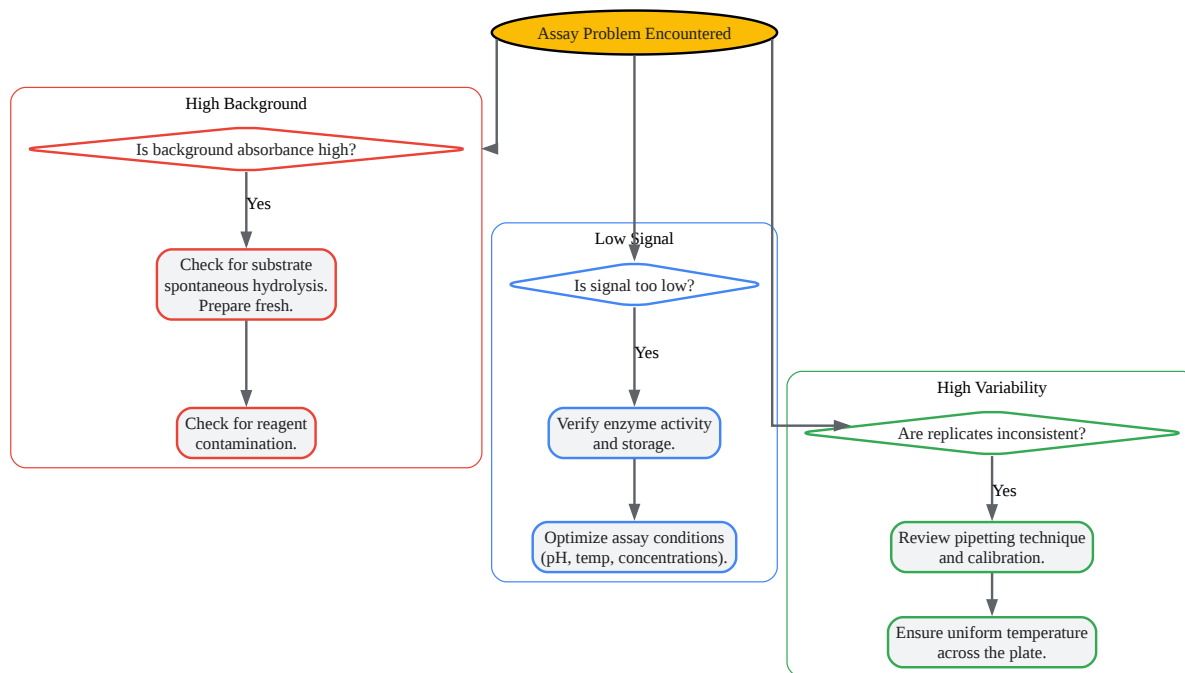 Assay Problem Encountered
High Background
Is background absorbance high?
Yes
Check for substrate
spontaneous hydrolysis.
Prepare fresh.
Check for reagent
contamination.
Low Signal
Is signal too low?
Yes
Verify enzyme activity
and storage.
Optimize assay conditions
(pH, temp, concentrations).
High Variability
Are replicates inconsistent?
Yes
Review pipetting technique
and calibration.
Ensure uniform temperature
across the plate.